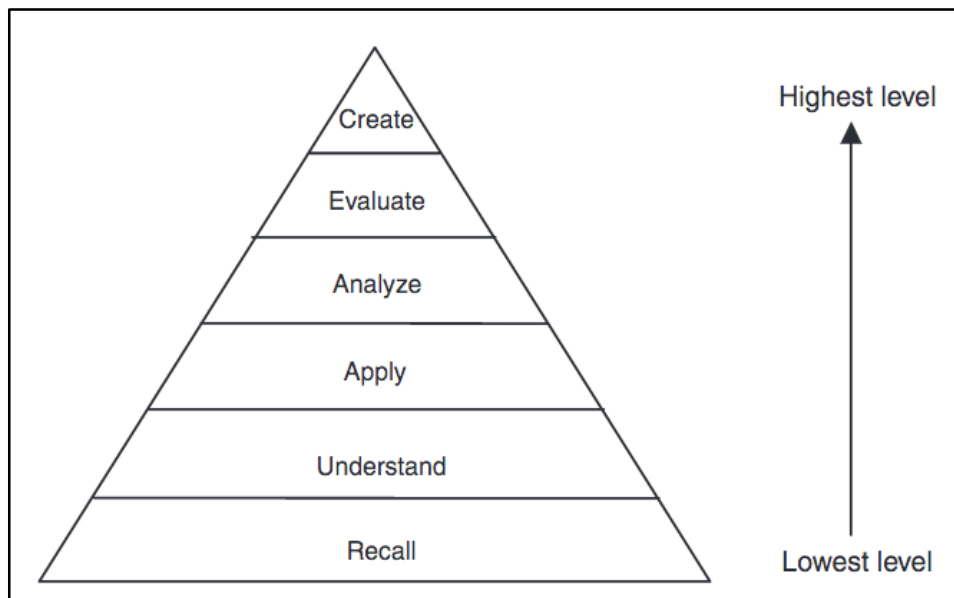 Highest level
Create
Evaluate
Analyze
Apply
Understand
Recall
Lowest level